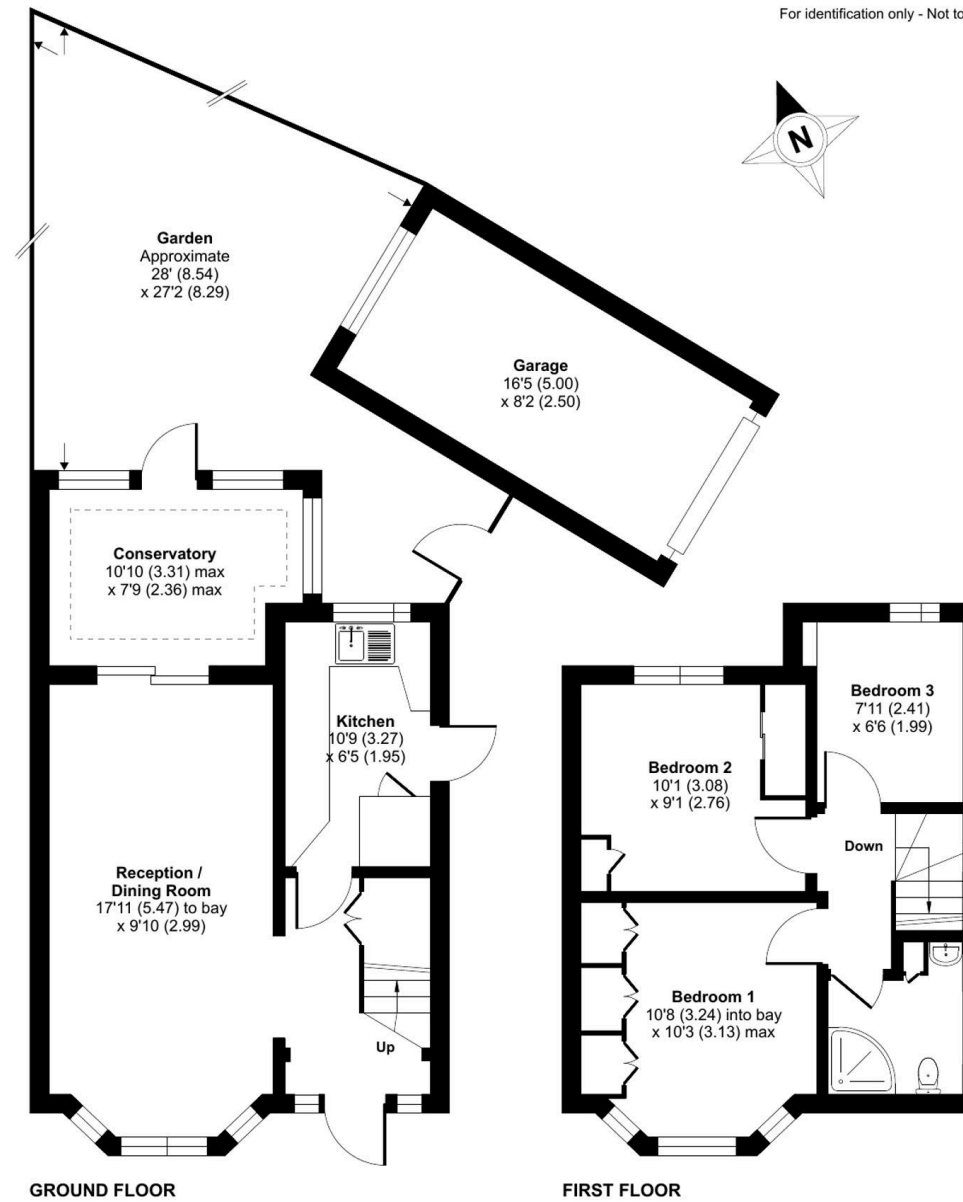 For identification only - Not to
N
Garden
Approximate
28' (8.54)
x 27'2 (8.29)
Garage
16'5 (5.00)
x 8'2 (2.50)
Conservatory
10'10 (3.31) max
x 7'9 (2.36) max
Kitchen
10'9 (3.27)
x 6'5 (1.95)
Reception /
Dining Room
17'11 (5.47) to bay
x 9'10 (2.99)
Up
Bedroom 3
7'11 (2.41)
x 6'6 (1.99)
Bedroom 2
10'1 (3.08)
x 9'1 (2.76)
Down
Bedroom 1
10'8 (3.24) into bay
x 10'3 (3.13) max
GROUND FLOOR
FIRST FLOOR